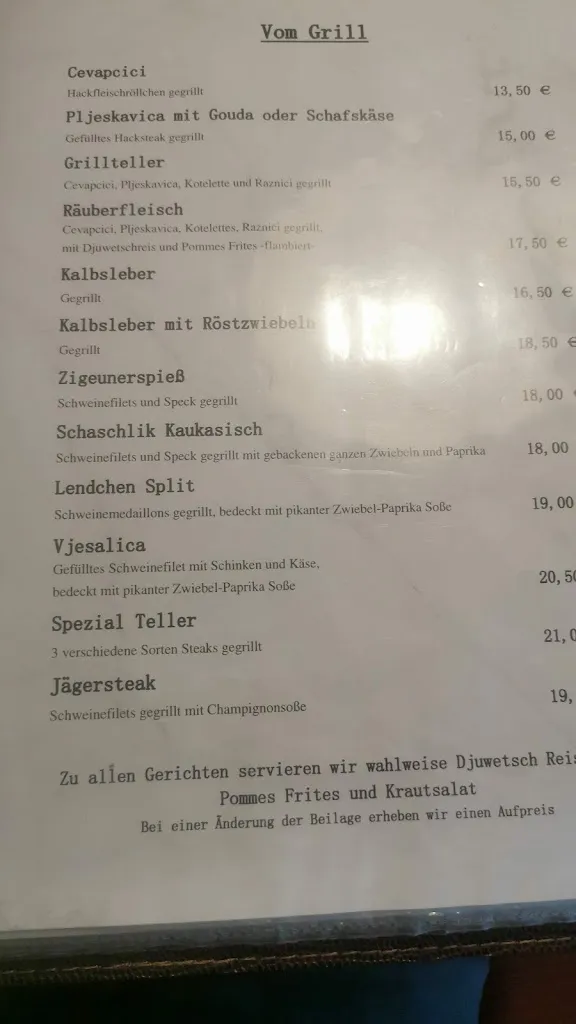 Vom Grill
Cevapcici
Hackfleischröllchen gegrillt 13,50 €
Pljeskavica mit Gouda oder Schafskäse
Gefülltes Hacksteak gegrillt 15,00 €
Grillteller
Cevapcici, Pljeskavica, Kotelette und Raznici gegrillt 15,50 €
Räuberfleisch
Cevapcici, Pljeskavica, Kotelettes, Raznici gegrillt,
mit Djuwetschreis und Pommes Frites -flambiert- 17,50 €
Kalbsleber
Gegrillt 16,50 €
Kalbsleber mit Röstzwiebeln
Gegrillt 18,50 €
Zigeunerspieß
Schweinefilets und Speck gegrillt 18,00
Schaschlik Kaukasisch
Schweinefilets und Speck gegrillt mit gebackenen ganzen Zwiebeln und Paprika 18,00
Lendchen Split
Schweinemedaillons gegrillt, bedeckt mit pikanter Zwiebel-Paprika Soße 19,00
Vjesalica
Gefülltes Schweinefilet mit Schinken und Käse,
bedeckt mit pikanter Zwiebel-Paprika Soße 20,50
Spezial Teller
3 verschiedene Sorten Steaks gegrillt 21,0
Jägersteak
Schweinefilets gegrillt mit Champignonsoße 19,
Zu allen Gerichten servieren wir wahlweise Djuwetsch Reis
Pommes Frites und Krautsalat
Bei einer Änderung der Beilage erheben wir einen Aufpreis